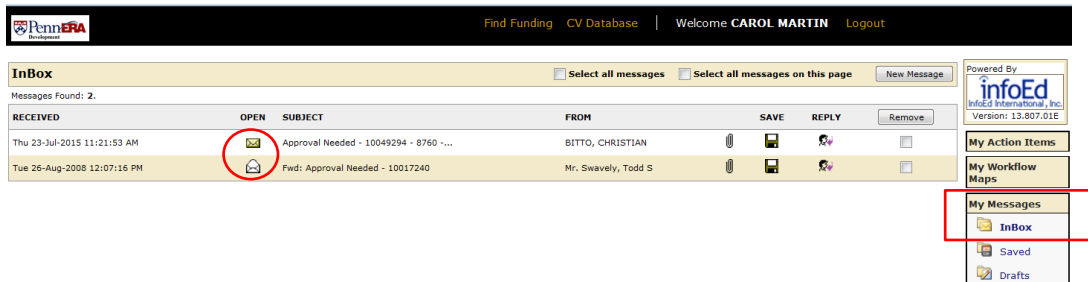 PennERA
Development
Find Funding CV Database | Welcome CAROL MARTIN Logout
InBox Select all messages Select all messages on this page New Message
Messages Found: 2.
RECEIVED OPEN SUBJECT FROM SAVE REPLY Remove
Thu 23-Jul-2015 11:21:53 AM Approval Needed - 10049294 - 8760 -... BITTO, CHRISTIAN
Tue 26-Aug-2008 12:07:16 PM Fwd: Approval Needed - 10017240 Mr. Swavely, Todd S
Powered By
infoEd
InfoEd International, Inc.
Version: 13.807.01E
My Action Items
My Workflow
Maps
My Messages
InBox
Saved
Drafts